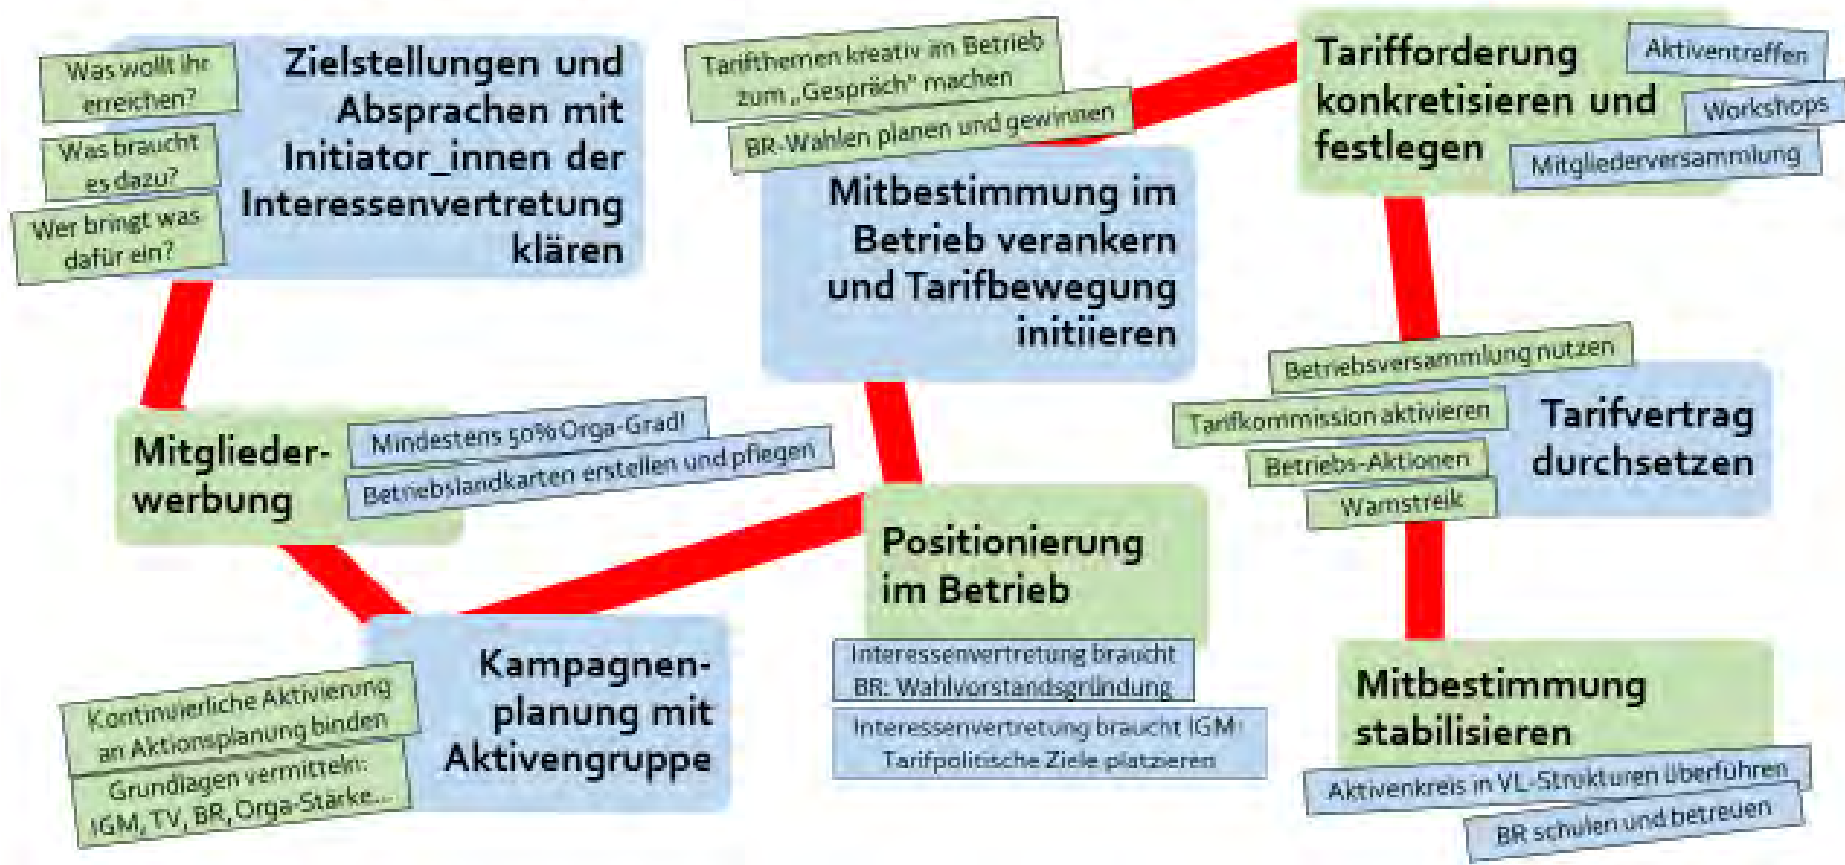 Was wollt ihr
erreichen?
Was braucht
es dazu?
Wer bringt was
dafür ein?
Zielstellungen und
Absprachen mit
Initiator_innen der
Interessenvertretung
klären
Mitglieder-
werbung
Mindestens 50% Orga-Grad!
Betriebslandkarten erstellen und pflegen
Kampagnen-
planung mit
Aktivengruppe
Kontinuierliche Aktivierung
an Aktionsplanung binden
Grundlagen vermitteln:
IGM, TV, BR, Orga-Stärke...
Positionierung
im Betrieb
Interessenvertretung braucht
BR: Wahlvorstandsgründung
Interessenvertretung braucht IGM:
Tarifpolitische Ziele platzieren
Tarifthemen kreativ im Betrieb
zum „Gespräch“ machen
BR-Wahlen planen und gewinnen
Mitbestimmung im
Betrieb verankern
und Tarifbewegung
initiieren
Tarifforderung
konkretisieren und
festlegen
Aktiventreffen
Workshops
Mitgliederversammlung
Betriebsversammlung nutzen
Tarifkommission aktivieren
Betriebs-Aktionen
Warnstreik
Tarifvertrag
durchsetzen
Mitbestimmung
stabilisieren
Aktivenkreis in VL-Strukturen überführen
BR schulen und betreuen